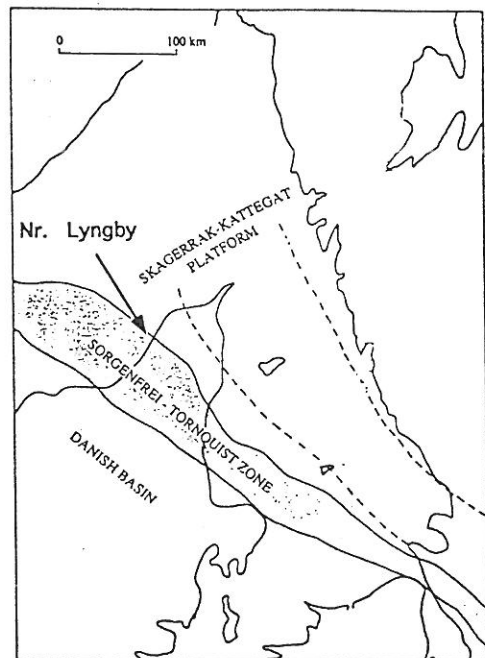 0 100 km
Nr. Lyngby
SKAGERRAK-KATTEGAT
PLATFORM
SORGENFREI - TORNQUIST ZONE
DANISH BASIN